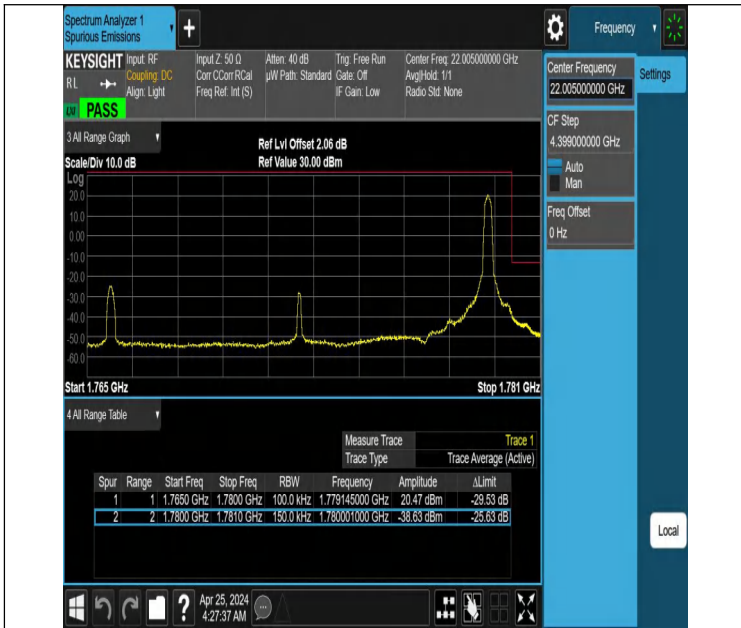 Spectrum Analyzer 1
Spurious Emissions
Frequency
KEYSIGHT
Input: RF
Coupling: DC
Align: Light
Input Z: 50 Ω
Corr CCorr RCal
Freq Ref: Int (S)
Atten: 40 dB
µW Path: Standard
Trig: Free Run
Gate: Off
IF Gain: Low
Center Freq: 22.005000000 GHz
Avg|Hold: 1/1
Radio Std: None
RL
PASS
Center Frequency
22.005000000 GHz
Settings
CF Step
4.399000000 GHz
Auto
Man
Freq Offset
0 Hz
3 All Range Graph
Ref Lvl Offset 2.06 dB
Scale/Div 10.0 dB
Ref Value 30.00 dBm
Log
20.0
10.0
0.00
-10.0
-20.0
-30.0
-40.0
-50.0
-60.0
Start 1.765 GHz
Stop 1.781 GHz
4 All Range Table
Measure Trace Trace 1
Trace Type Trace Average (Active)
Spur Range Start Freq Stop Freq RBW Frequency Amplitude ΔLimit
1 1 1.7650 GHz 1.7800 GHz 100.0 kHz 1.779145000 GHz 20.47 dBm -29.53 dB
2 2 1.7800 GHz 1.7810 GHz 150.0 kHz 1.780001000 GHz -38.63 dBm -25.63 dB
Local
Apr 25, 2024
4:27:37 AM